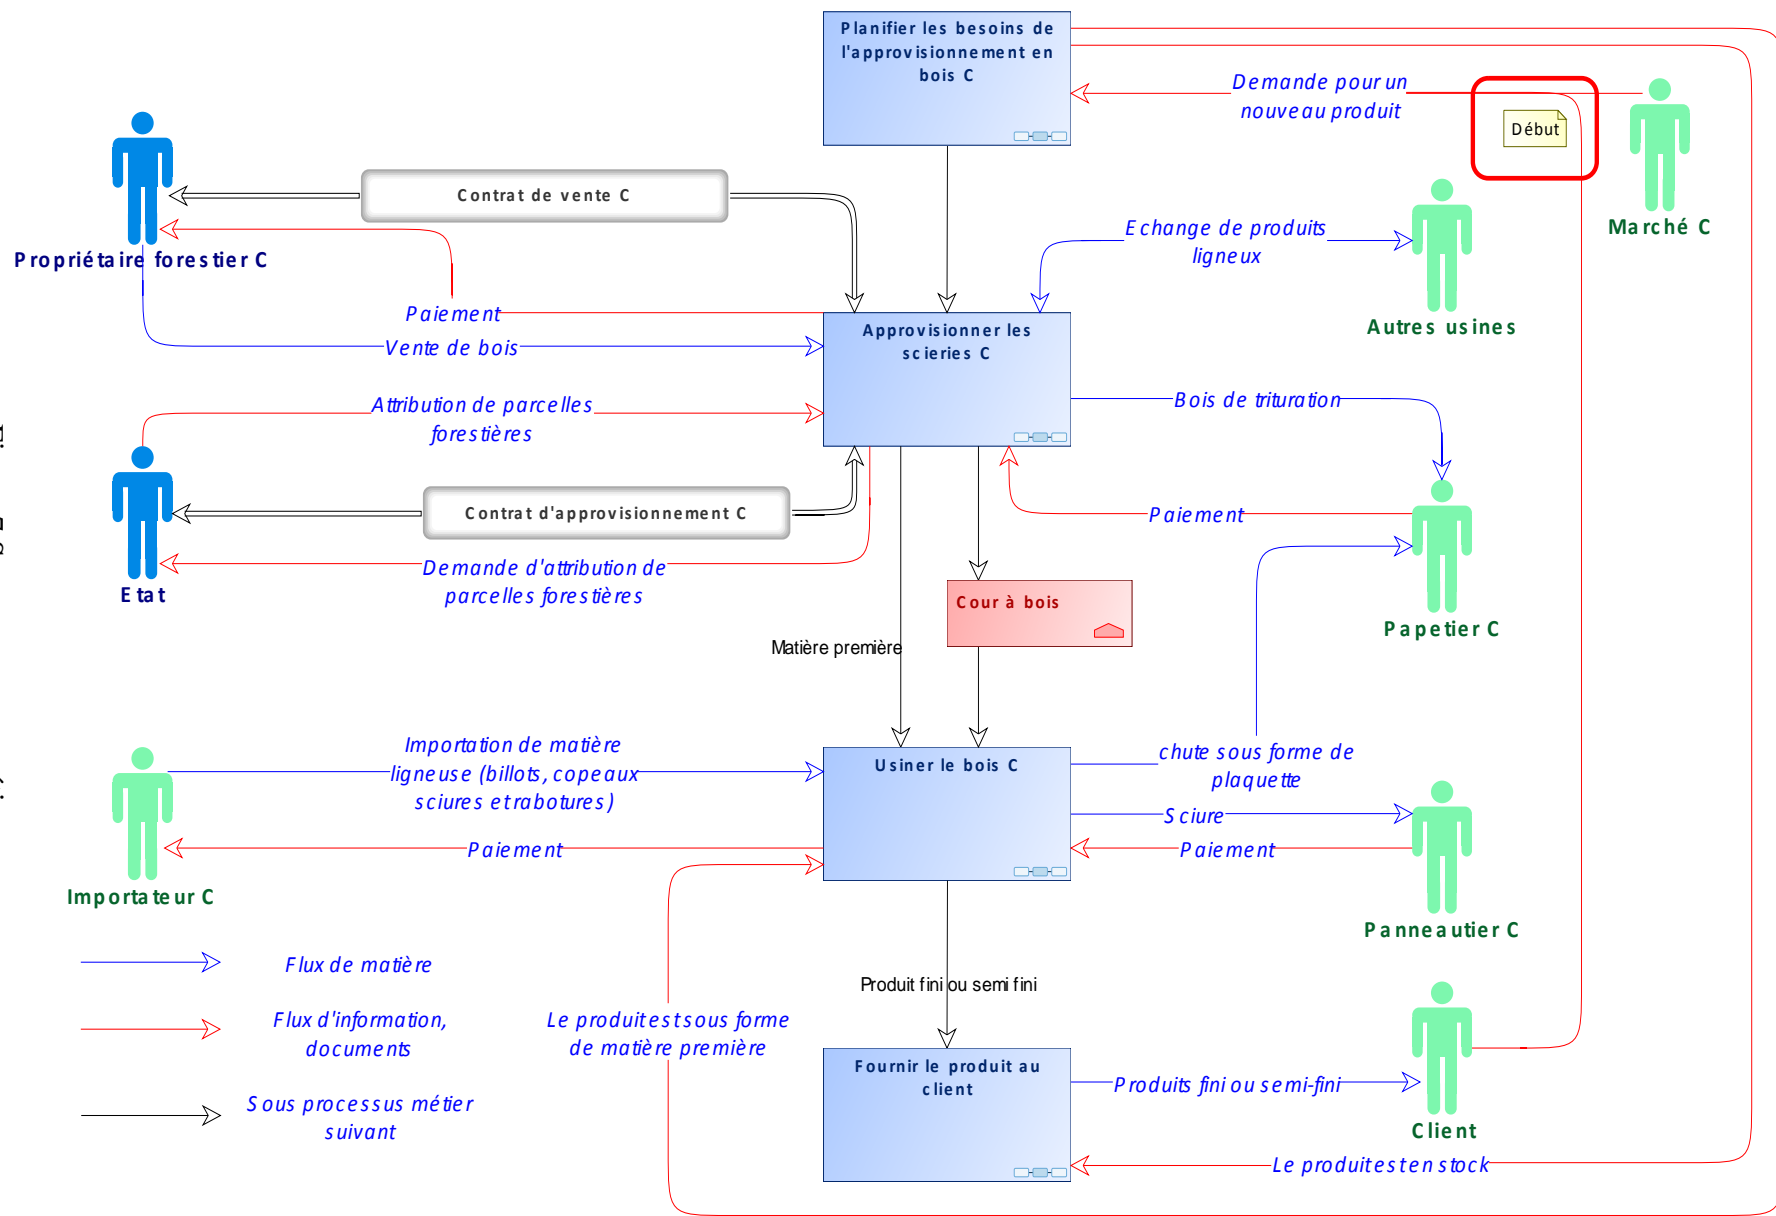 Planifier les besoins de
l'approvisionnement en
bois C
Demande pour un
nouveau produit
Début
Marché C
Contrat de vente C
Propriétaire forestier C
Echange de produits
ligneux
Autres usines
Paiement
Vente de bois
Approvisionner les
scieries C
Attribution de parcelles
forestières
Bois de trituration
Contrat d'approvisionnement C
Paiement
Etat
Demande d'attribution de
parcelles forestières
Cour à bois
Papetier C
Matière première
Importation de matière
ligneuse (billots, copeaux
sciures et rabotures)
Usiner le bois C
chute sous forme de
plaquette
Sciure
Paiement
Paiement
Importateur C
Panneautier C
Flux de matière
Produit fini ou semi fini
Flux d'information,
documents
Le produit est sous forme
de matière première
Fournir le produit au
client
Produits fini ou semi-fini
Sous processus métier
suivant
Client
Le produit est en stock